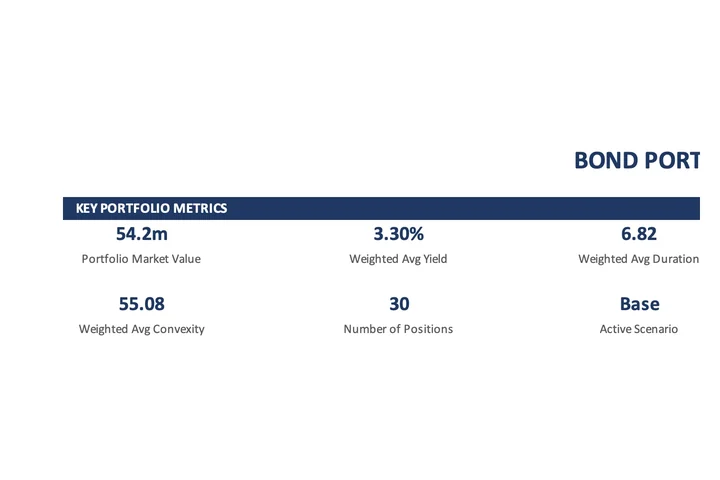 BOND PORT
KEY PORTFOLIO METRICS
54.2m 3.30% 6.82
Portfolio Market Value Weighted Avg Yield Weighted Avg Duration
55.08 30 Base
Weighted Avg Convexity Number of Positions Active Scenario